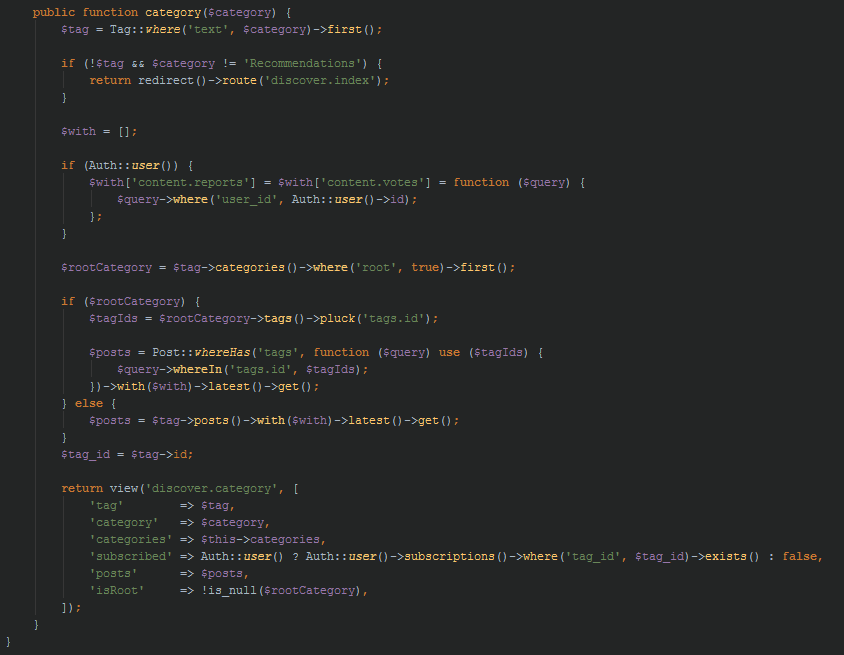 public function category($category) {
$tag = Tag::where('text', $category)->first();
if (!$tag && $category != 'Recommendations') {
return redirect()->route('discover.index');
}
$with = [];
if (Auth::user()) {
$with['content.reports'] = $with['content.votes'] = function ($query) {
$query->where('user_id', Auth::user()->id);
};
}
$rootCategory = $tag->categories()->where('root', true)->first();
if ($rootCategory) {
$tagIds = $rootCategory->tags()->pluck('tags.id');
$posts = Post::whereHas('tags', function ($query) use ($tagIds) {
$query->whereIn('tags.id', $tagIds);
})->with($with)->latest()->get();
} else {
$posts = $tag->posts()->with($with)->latest()->get();
}
$tag_id = $tag->id;
return view('discover.category', [
'tag' => $tag,
'category' => $category,
'categories' => $this->categories,
'subscribed' => Auth::user() ? Auth::user()->subscriptions()->where('tag_id', $tag_id)->exists() : false,
'posts' => $posts,
'isRoot' => !is_null($rootCategory),
]);
}
}